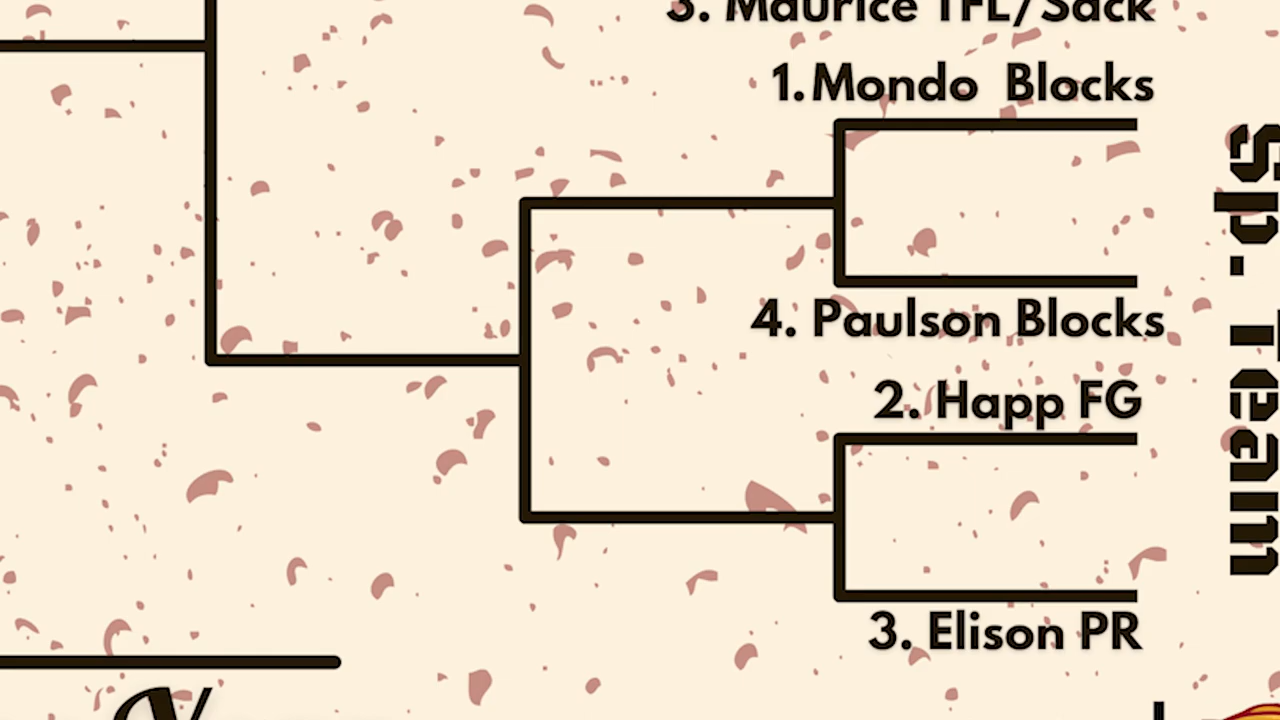 3. Maurice TFL/Sack
1.Mondo Blocks
4. Paulson Blocks
2. Happ FG
3. Elison PR
Sp. Team